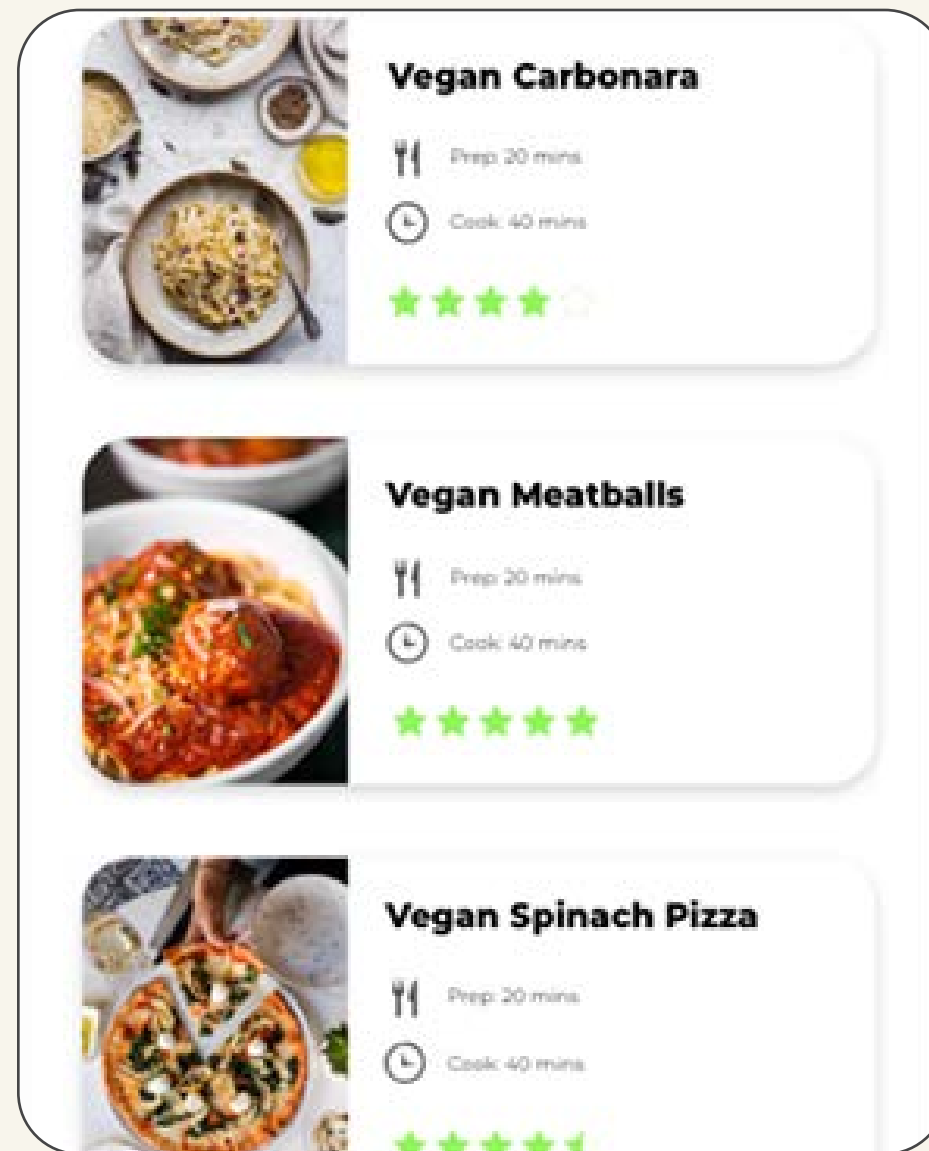 Vegan Carbonara
Prep: 20 mins
Cook: 40 mins
Vegan Meatballs
Prep: 20 mins
Cook: 40 mins
Vegan Spinach Pizza
Prep: 20 mins
Cook: 40 mins